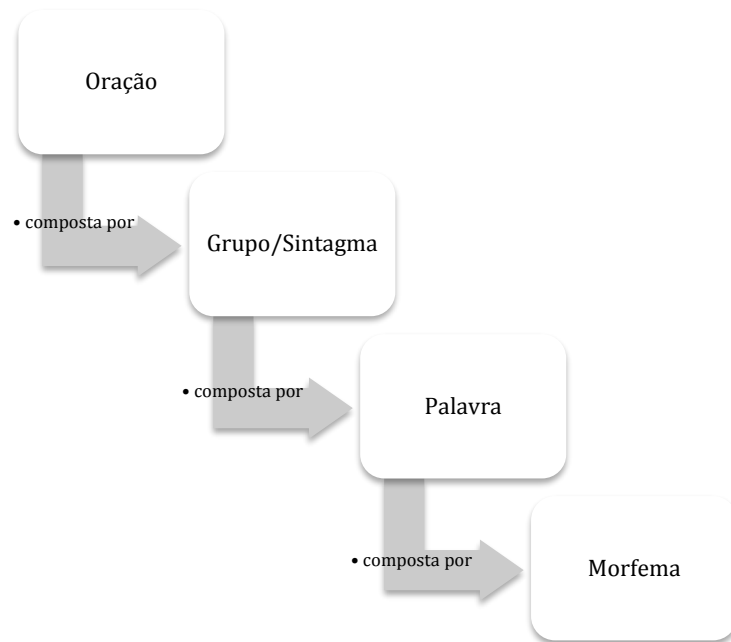 Oração
• composta por
Grupo/Sintagma
• composta por
Palavra
• composta por
Morfema